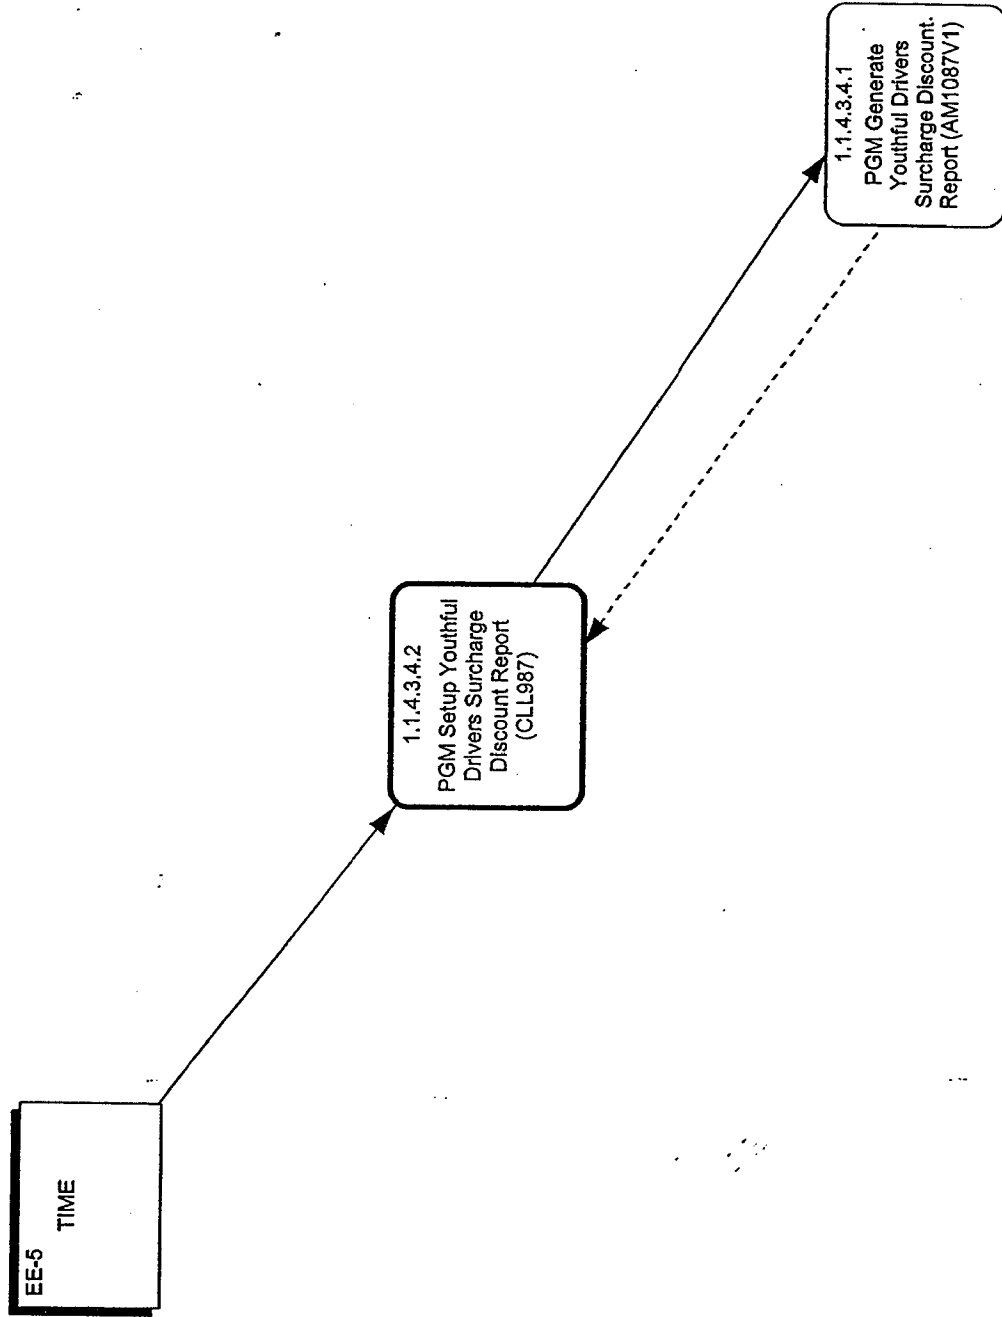 EE-5
TIME
1.1.4.3.4.2
PGM Setup Youthful
Drivers Surcharge
Discount Report
(CLL987)
1.1.4.3.4.1
PGM Generate
Youthful Drivers
Surcharge Discount.
Report (AM1087V1)